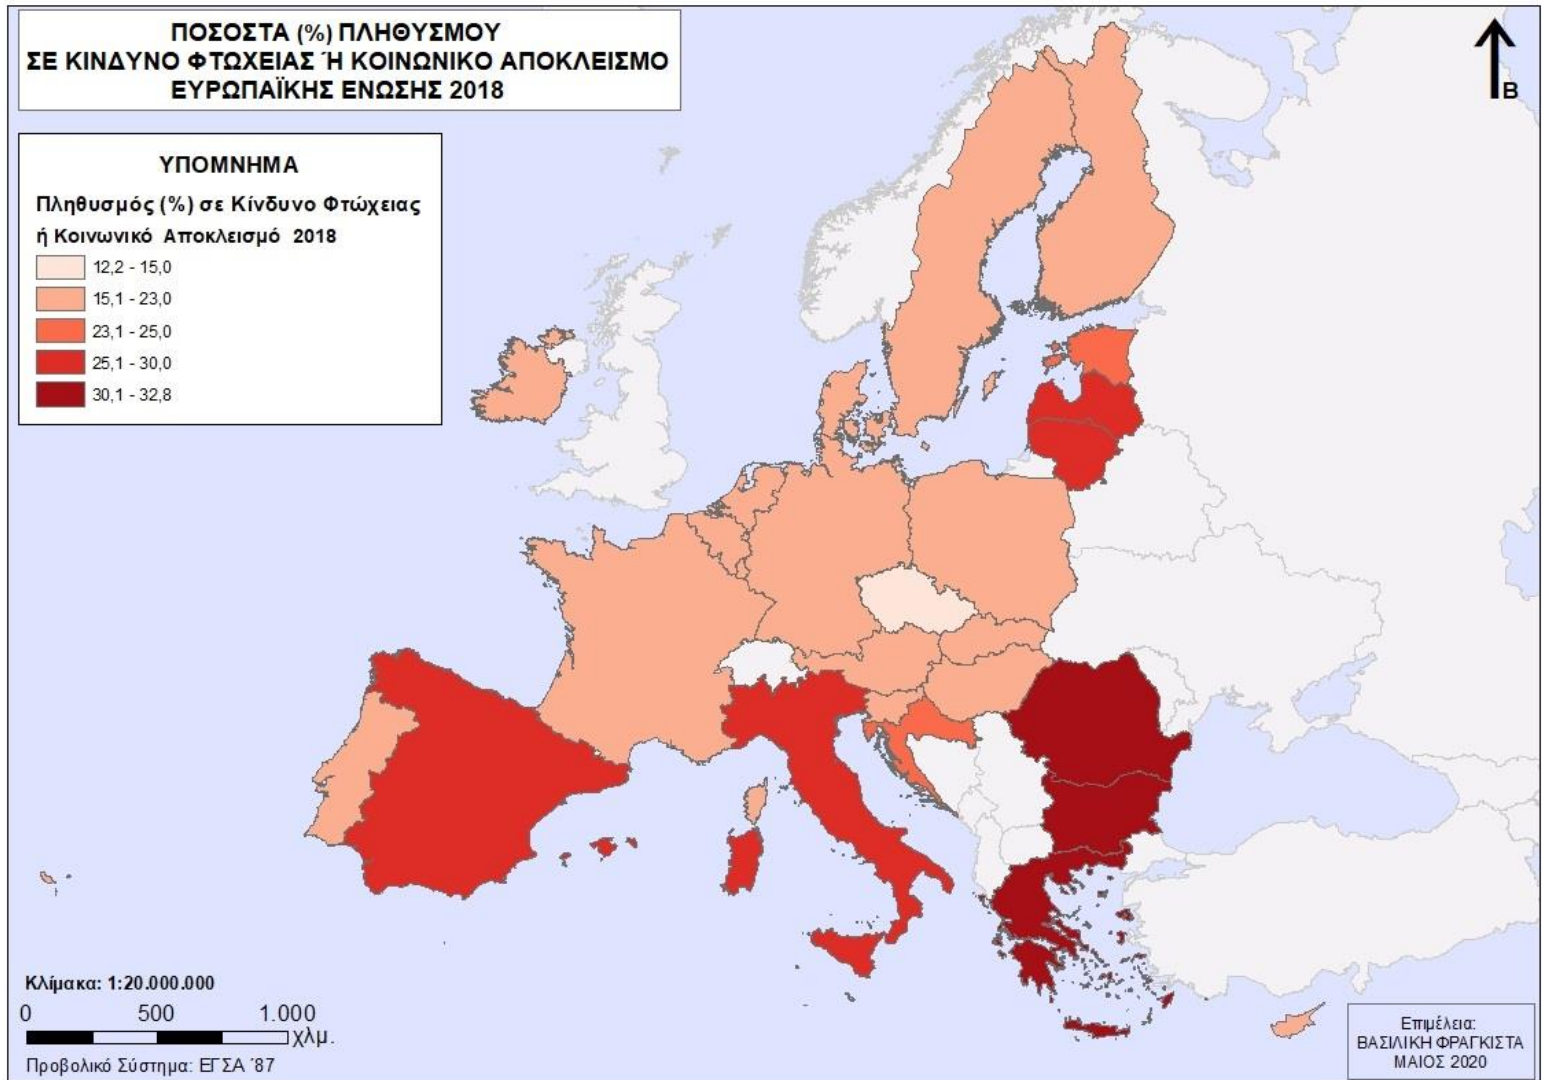 ΠΟΣΟΣΤΑ (%) ΠΛΗΘΥΣΜΟΥ
ΣΕ ΚΙΝΔΥΝΟ ΦΤΩΧΕΙΑΣ Ή ΚΟΙΝΩΝΙΚΟ ΑΠΟΚΛΕΙΣΜΟ
ΕΥΡΩΠΑΪΚΗΣ ΕΝΩΣΗΣ 2018
Β
ΥΠΟΜΝΗΜΑ
Πληθυσμός (%) σε Κίνδυνο Φτώχειας
ή Κοινωνικό Αποκλεισμό 2018
12,2 - 15,0
15,1 - 23,0
23,1 - 25,0
25,1 - 30,0
30,1 - 32,8
Κλίμακα: 1:20.000.000
0 500 1.000
χλμ.
Προβολικό Σύστημα: ΕΓΣΑ '87
Επιμέλεια:
ΒΑΣΙΛΙΚΗ ΦΡΑΓΚΙΣΤΑ
ΜΑΙΟΣ 2020